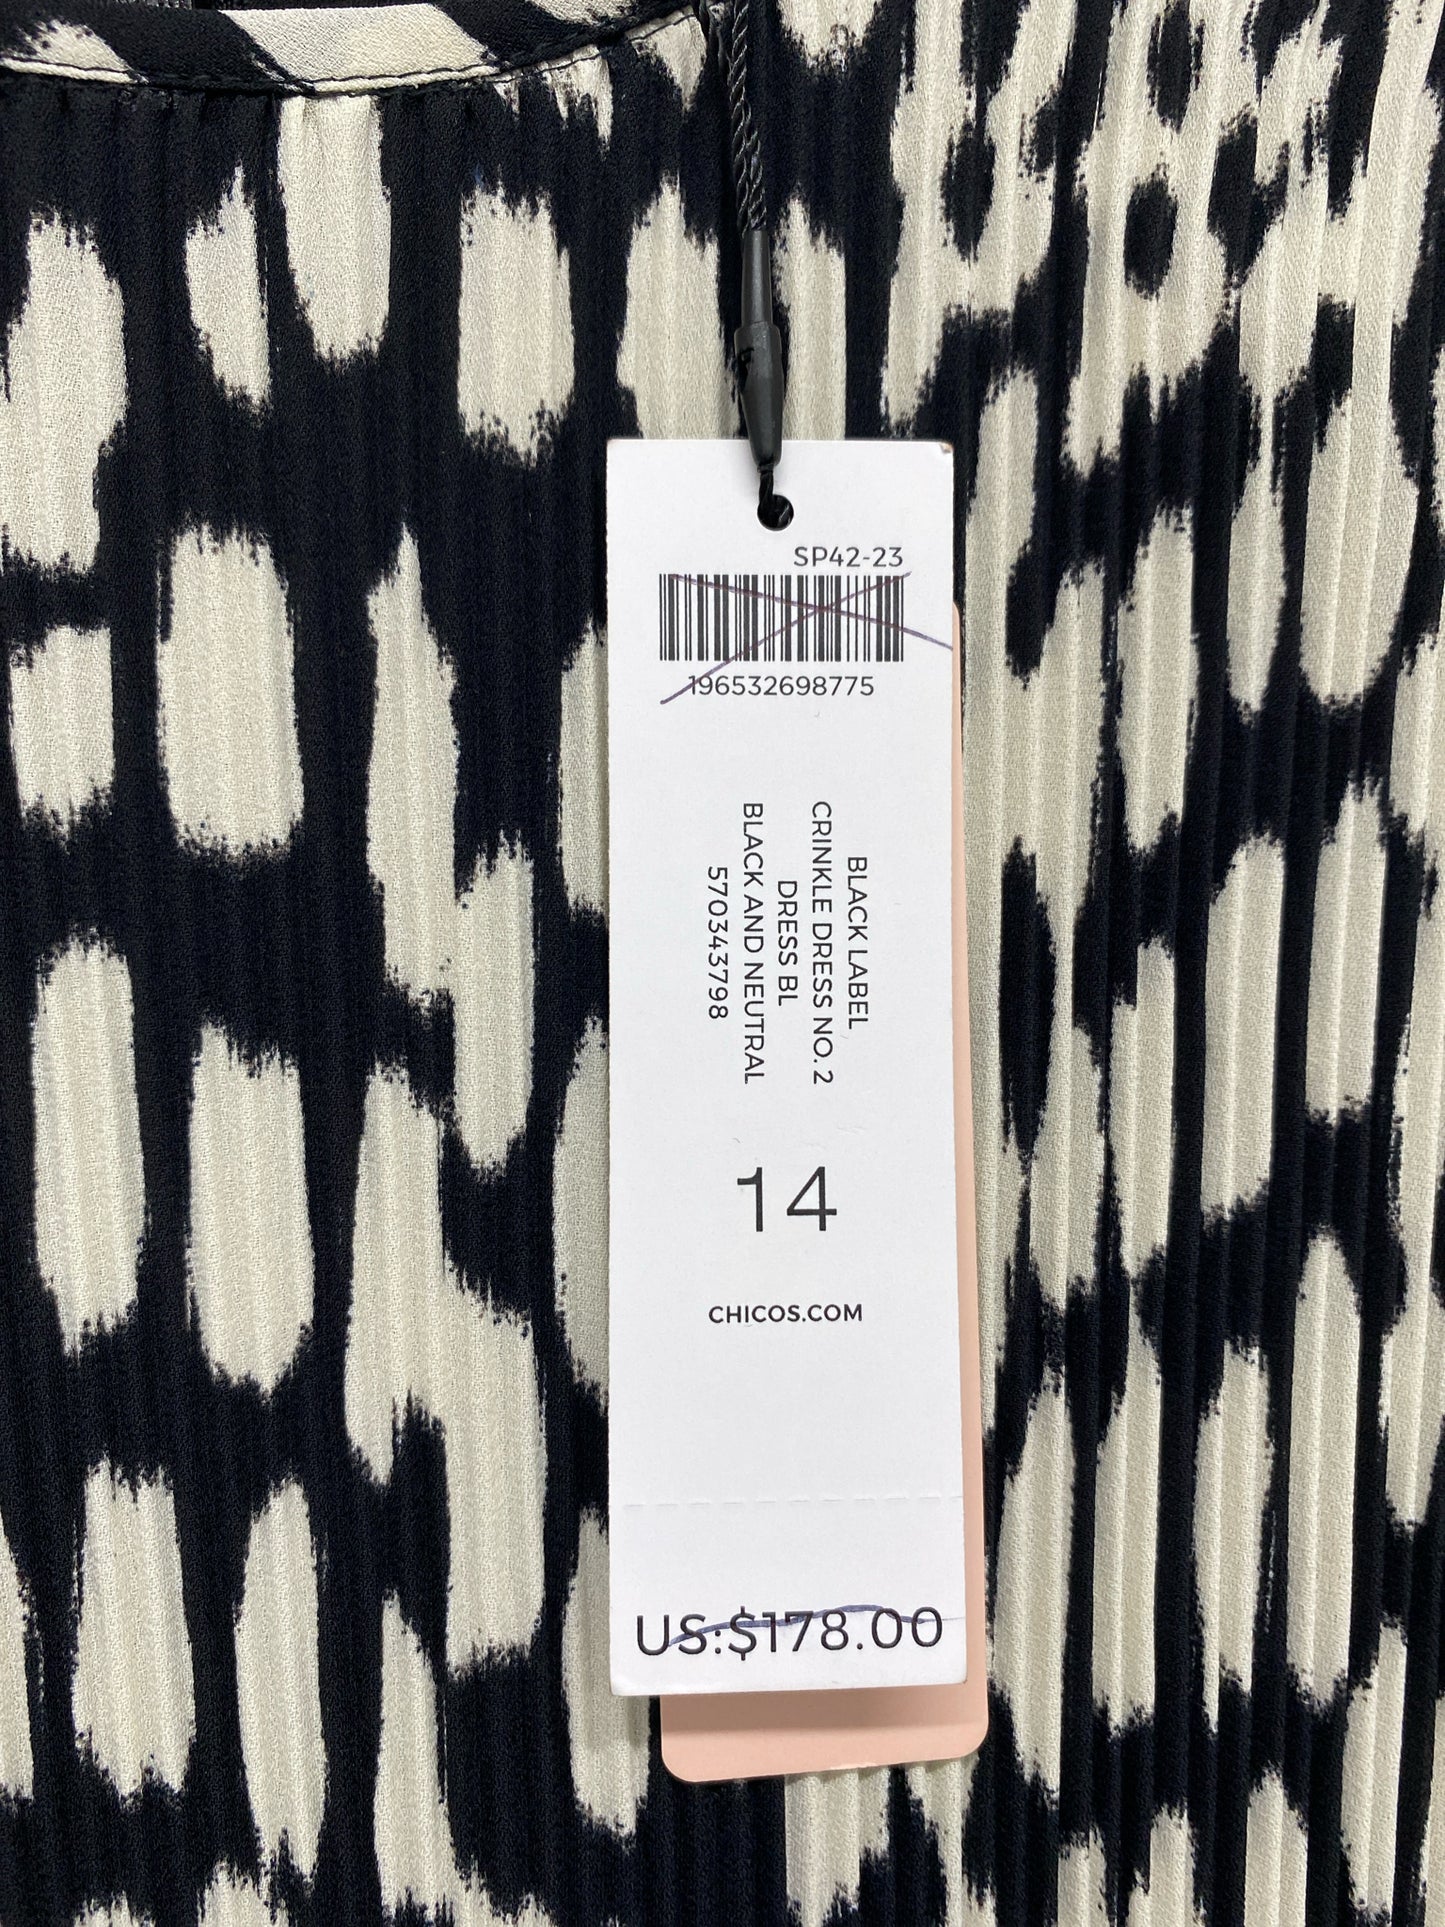 SP42-23
196532698775
BLACK LABEL
CRINKLE DRESS NO. 2
DRESS BL
BLACK AND NEUTRAL
570343798
14
CHICOS.COM
US:$178.00